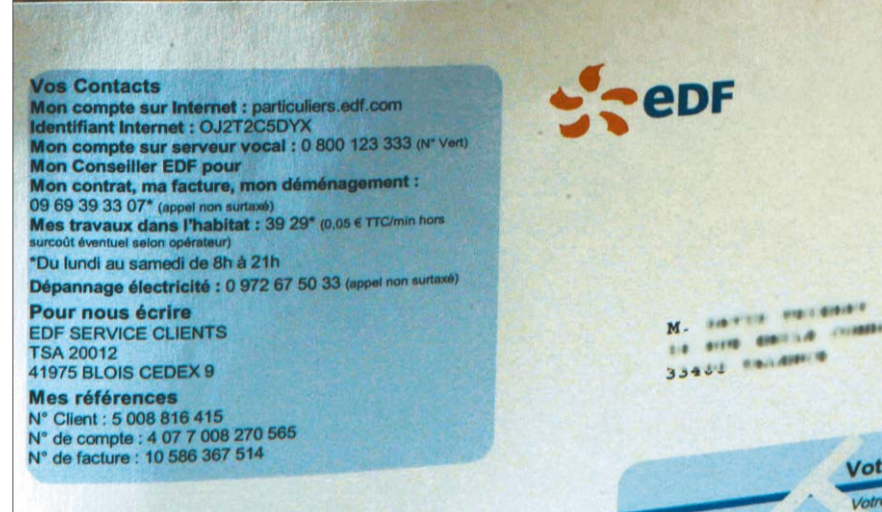 Vos Contacts
Mon compte sur Internet : particuliers.edf.com
Identifiant Internet : OJ2T2C5DYX
Mon compte sur serveur vocal : 0 800 123 333 (N° Vert)
Mon Conseiller EDF pour
Mon contrat, ma facture, mon déménagement :
09 69 39 33 07* (appel non surtaxé)
Mes travaux dans l'habitat : 39 29* (0,05 € TTC/min hors
surcoût éventuel selon opérateur)
*Du lundi au samedi de 8h à 21h
Dépannage électricité : 0 972 67 50 33 (appel non surtaxé)
Pour nous écrire
EDF SERVICE CLIENTS
TSA 20012
41975 BLOIS CEDEX 9
Mes références
N° Client : 5 008 816 415
N° de compte : 4 07 7 008 270 565
N° de facture : 10 586 367 514
eDF
M.
Vot
Votre